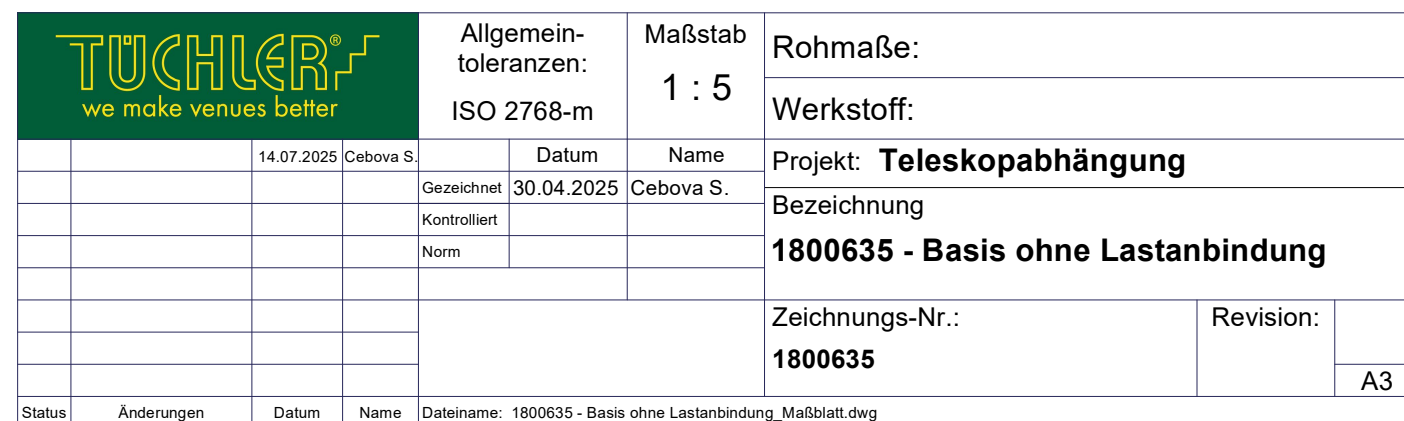 TÜCHLER®
we make venues better
Allgemein-
toleranzen:
ISO 2768-m
Maßstab
1 : 5
Rohmaße:
Werkstoff:
14.07.2025 Cebova S.
Datum Name
Gezeichnet 30.04.2025 Cebova S.
Kontrolliert
Norm
Projekt: Teleskopabhängung
Bezeichnung
1800635 - Basis ohne Lastanbindung
Zeichnungs-Nr.:
1800635
Revision:
A3
Status Änderungen Datum Name Dateiname: 1800635 - Basis ohne Lastanbindung_Maßblatt.dwg